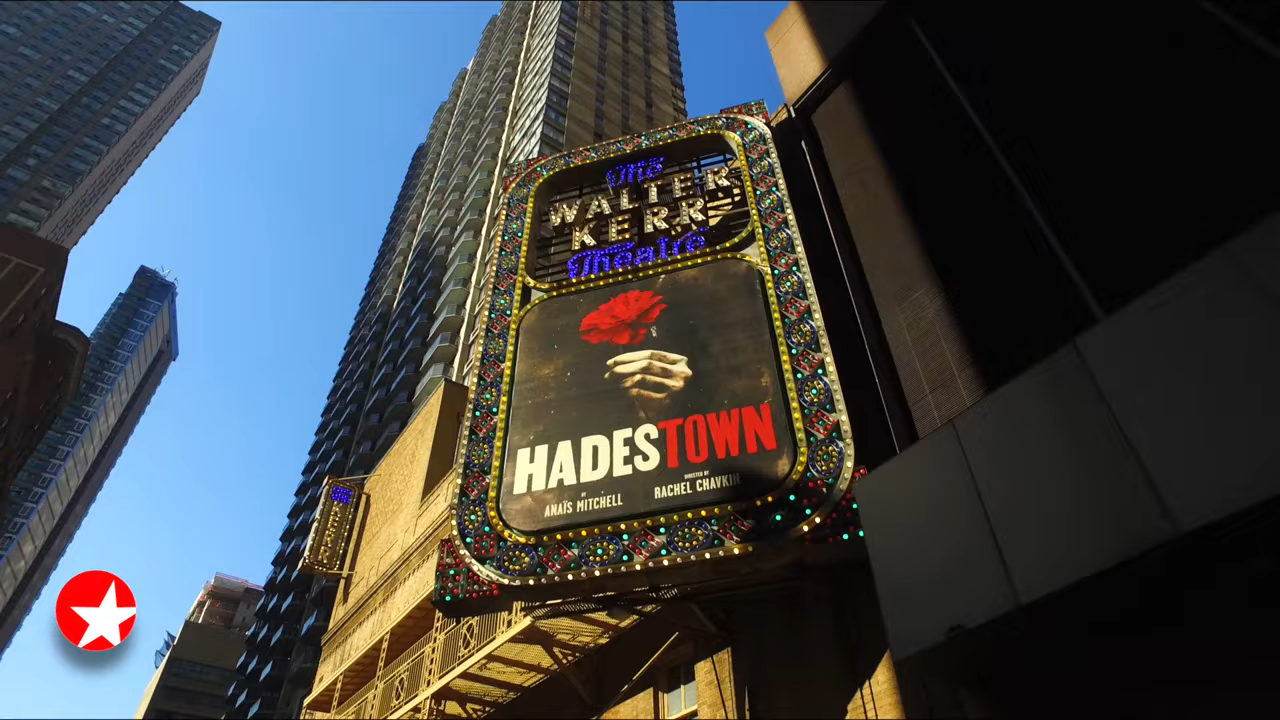 The
WALTER
KERR
Theatre
HADESTOWN
BY
ANAÏS MITCHELL
DIRECTED BY
RACHEL CHAVKIN